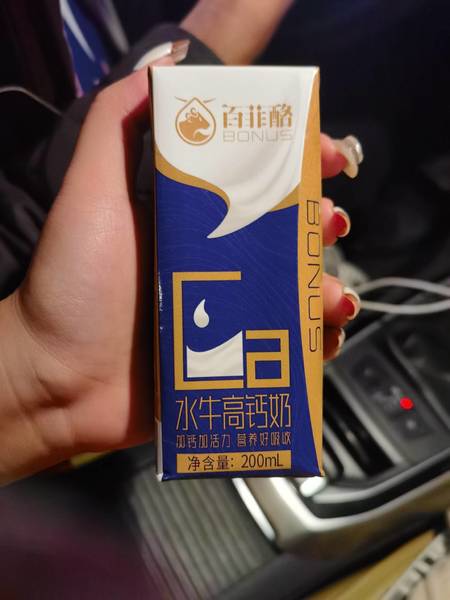 百菲酪
BONUS
BONUS
Ca
水牛高钙奶
加钙加活力 营养好吸收
净含量：200mL